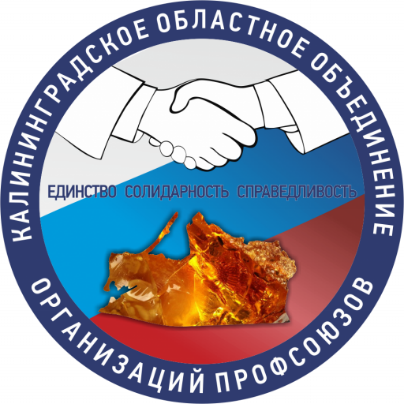 КАЛИНИНГРАДСКОЕ ОБЛАСТНОЕ ОБЪЕДИНЕНИЕ
ЕДИНСТВО СОЛИДАРНОСТЬ СПРАВЕДЛИВОСТЬ
ОРГАНИЗАЦИЙ ПРОФСОЮЗОВ